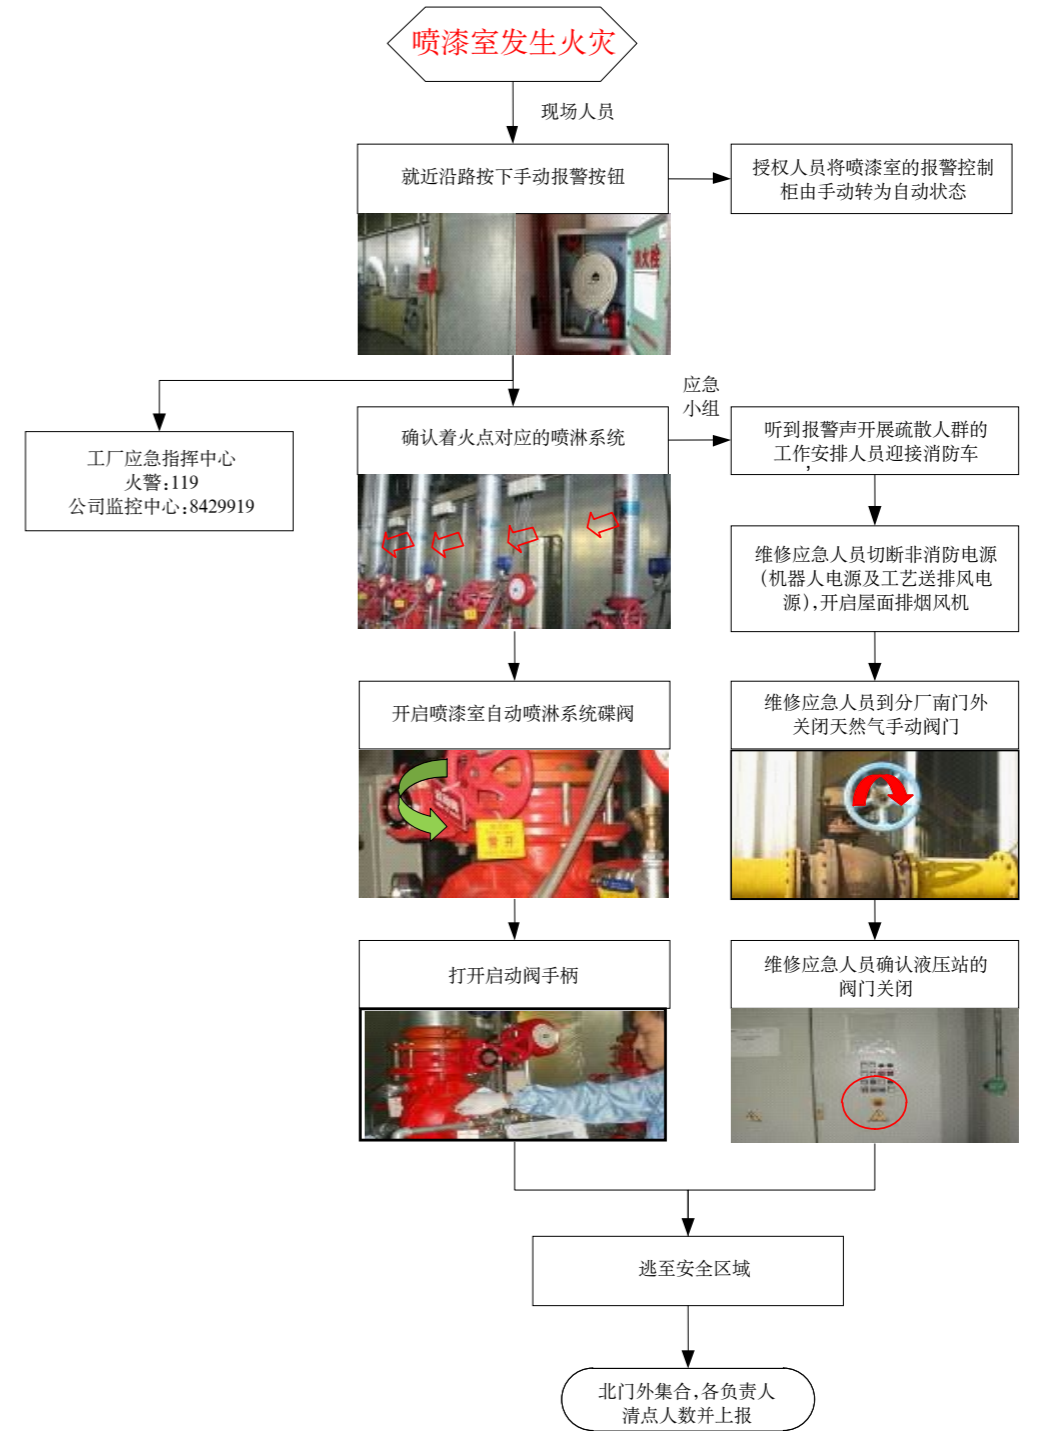 喷漆室发生火灾
现场人员
就近沿路按下手动报警按钮
授权人员将喷漆室的报警控制
柜由手动转为自动状态
火栓
工厂应急指挥中心
火警:119
公司监控中心:8429919
确认着火点对应的喷淋系统
应急
小组
听到报警声开展疏散人群的
工作安排人员迎接消防车
,
维修应急人员切断非消防电源
(机器人电源及工艺送排风电
源),开启屋面排烟风机
开启喷漆室自动喷淋系统碟阀
常开
维修应急人员到分厂南门外
关闭天然气手动阀门
打开启动阀手柄
维修应急人员确认液压站的
阀门关闭
逃至安全区域
北门外集合,各负责人
清点人数并上报